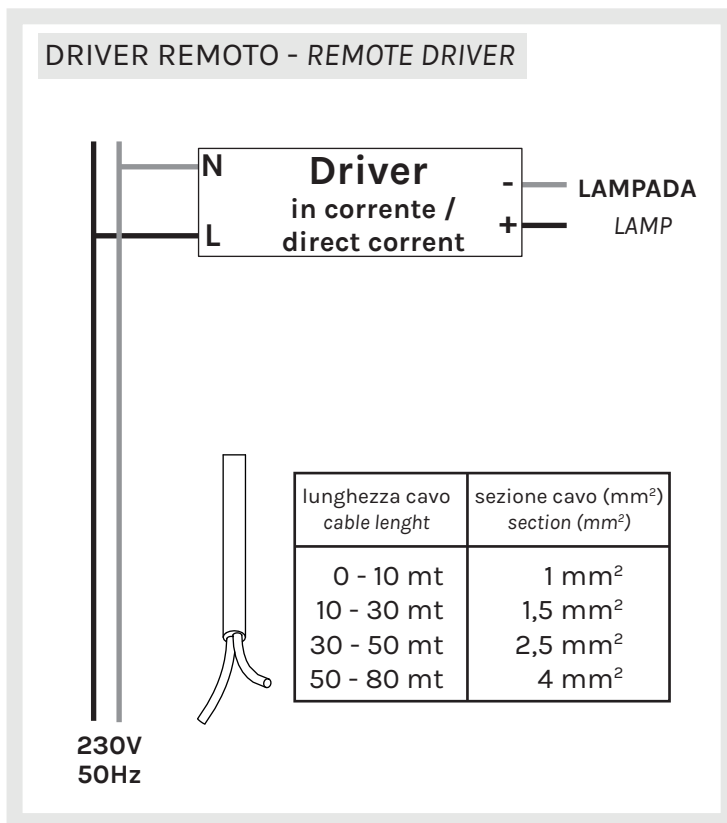 DRIVER REMOTO - REMOTE DRIVER
N
Driver
in corrente /
direct current
L
-
+
LAMPADA
LAMP
lunghezza cavo
cable lenght
sezione cavo (mm²)
section (mm²)
0 - 10 mt 1 mm²
10 - 30 mt 1,5 mm²
30 - 50 mt 2,5 mm²
50 - 80 mt 4 mm²
230V
50Hz